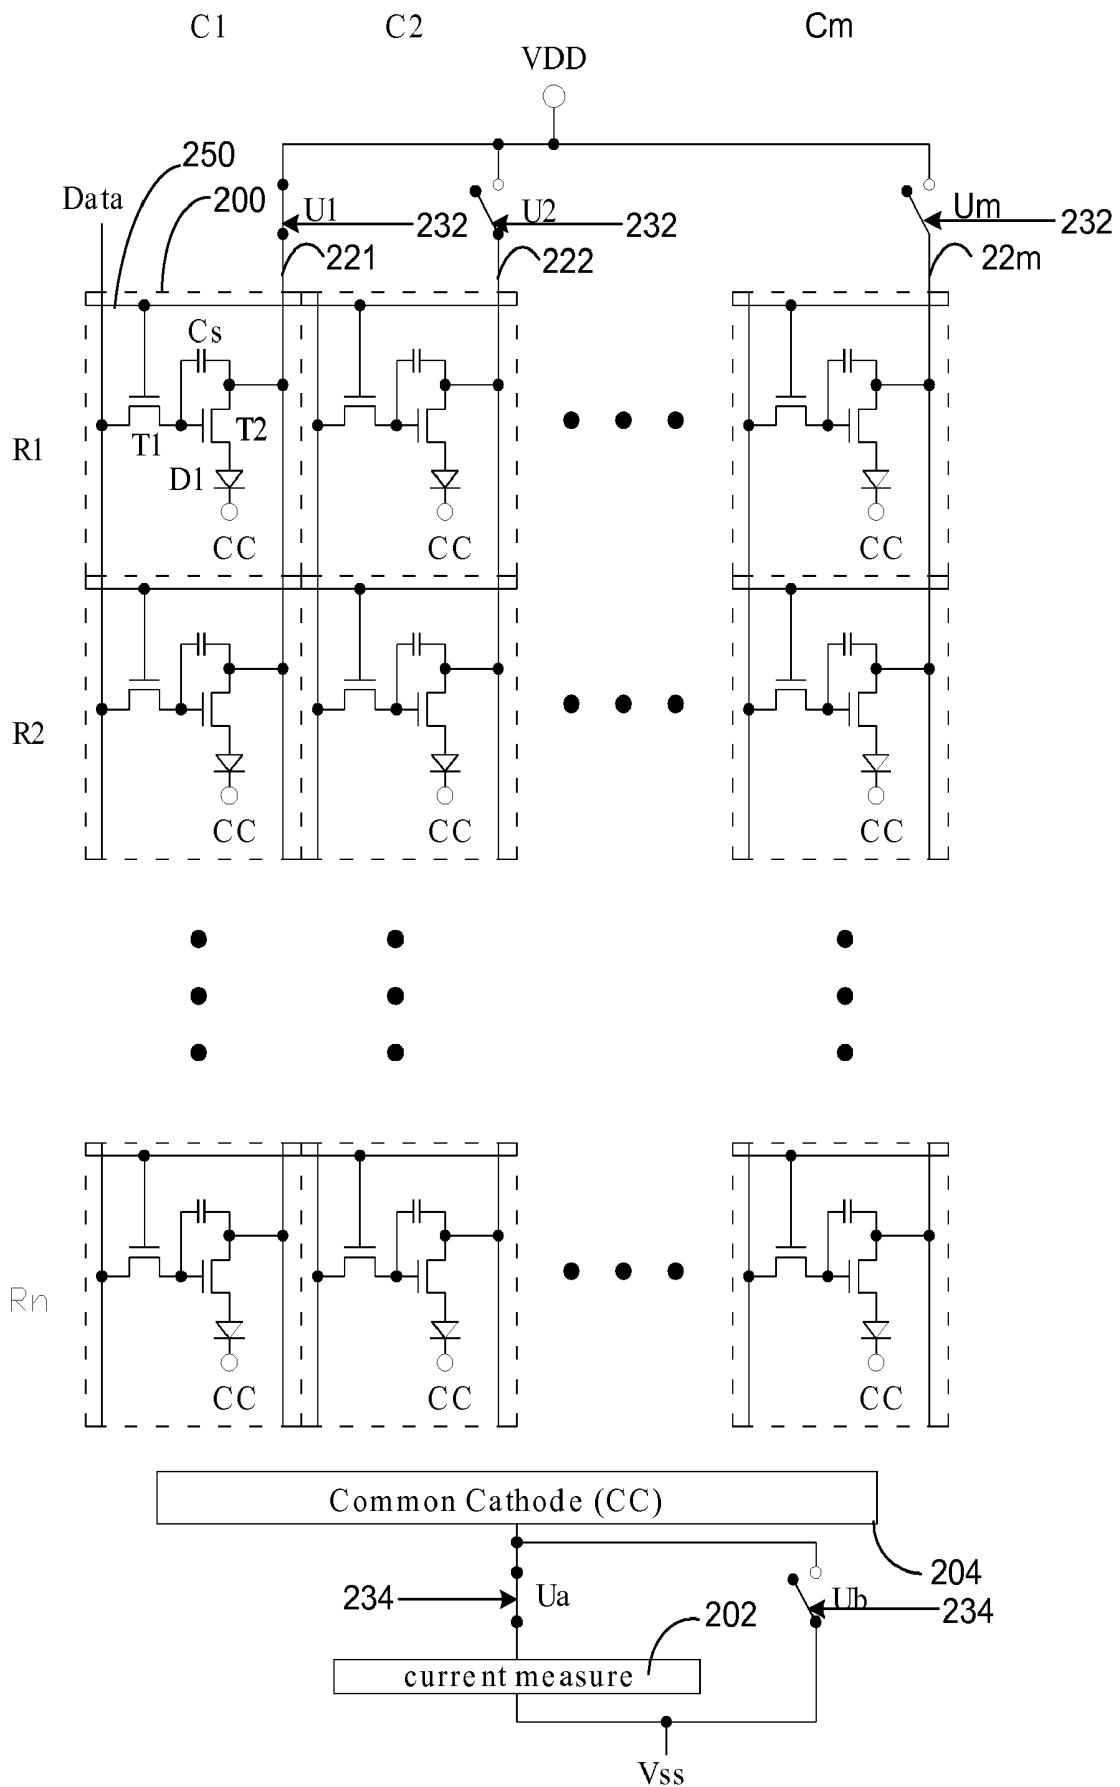 C1 C2 Cm
VDD
250
200
Data
U1 232 U2 232 Um 232
221 222 22m
Cs
R1
T1 T2
D1
CC CC CC
R2
CC CC CC
Rn
CC CC CC
Common Cathode (CC)
204
234 Ua Ub 234
202
current measure
Vss